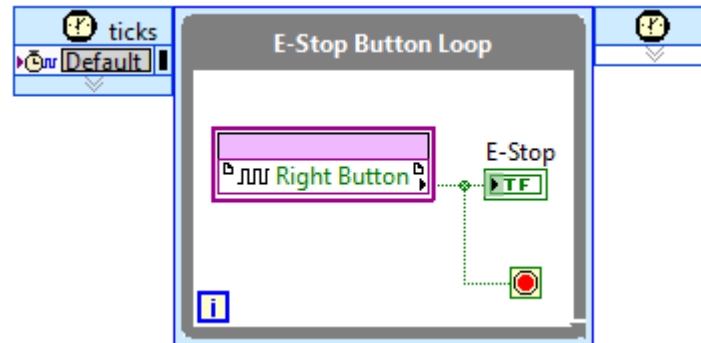 ticks
Default
E-Stop Button Loop
Right Button
E-Stop
TF
i